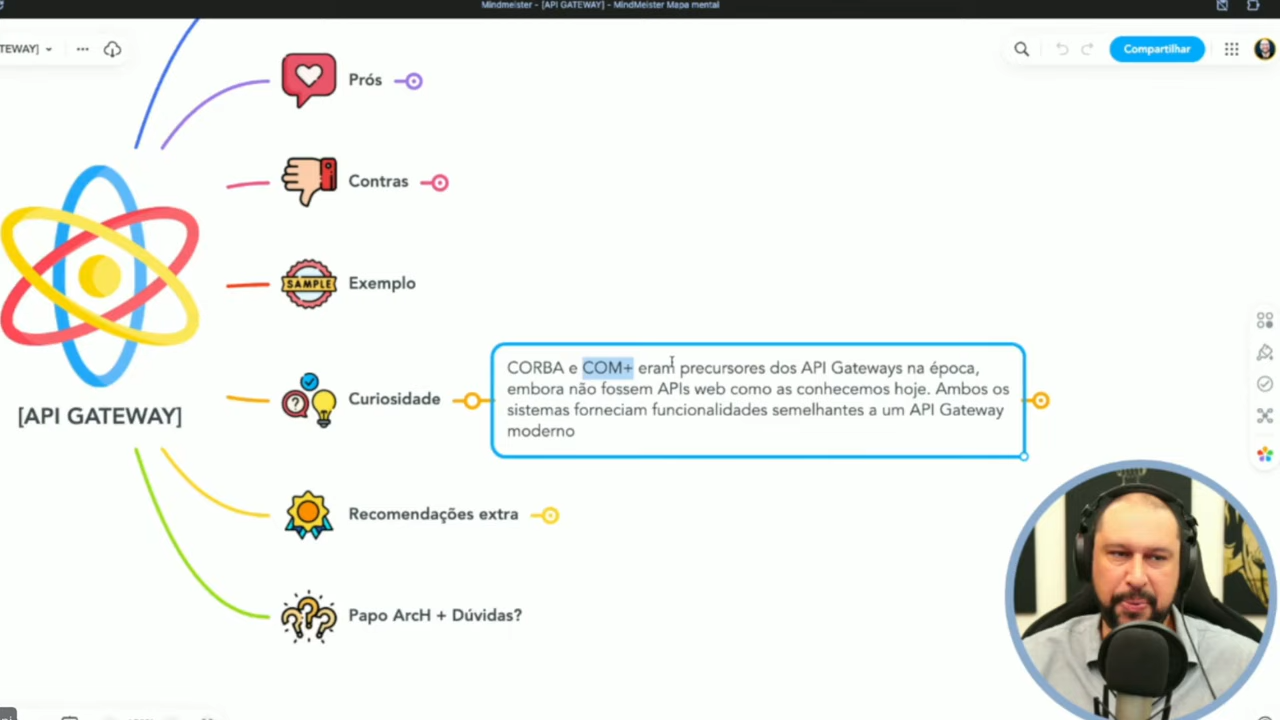 Mindmeister - [API GATEWAY] - MindMeister Mapa mental
TEWAY]
Compartilhar
Prós
Contras
SAMPLE
Exemplo
[API GATEWAY]
Curiosidade
CORBA e COM+ eram precursores dos API Gateways na época,
embora não fossem APIs web como as conhecemos hoje. Ambos os
sistemas forneciam funcionalidades semelhantes a um API Gateway
moderno
Recomendações extra
Papo ArcH + Dúvidas?